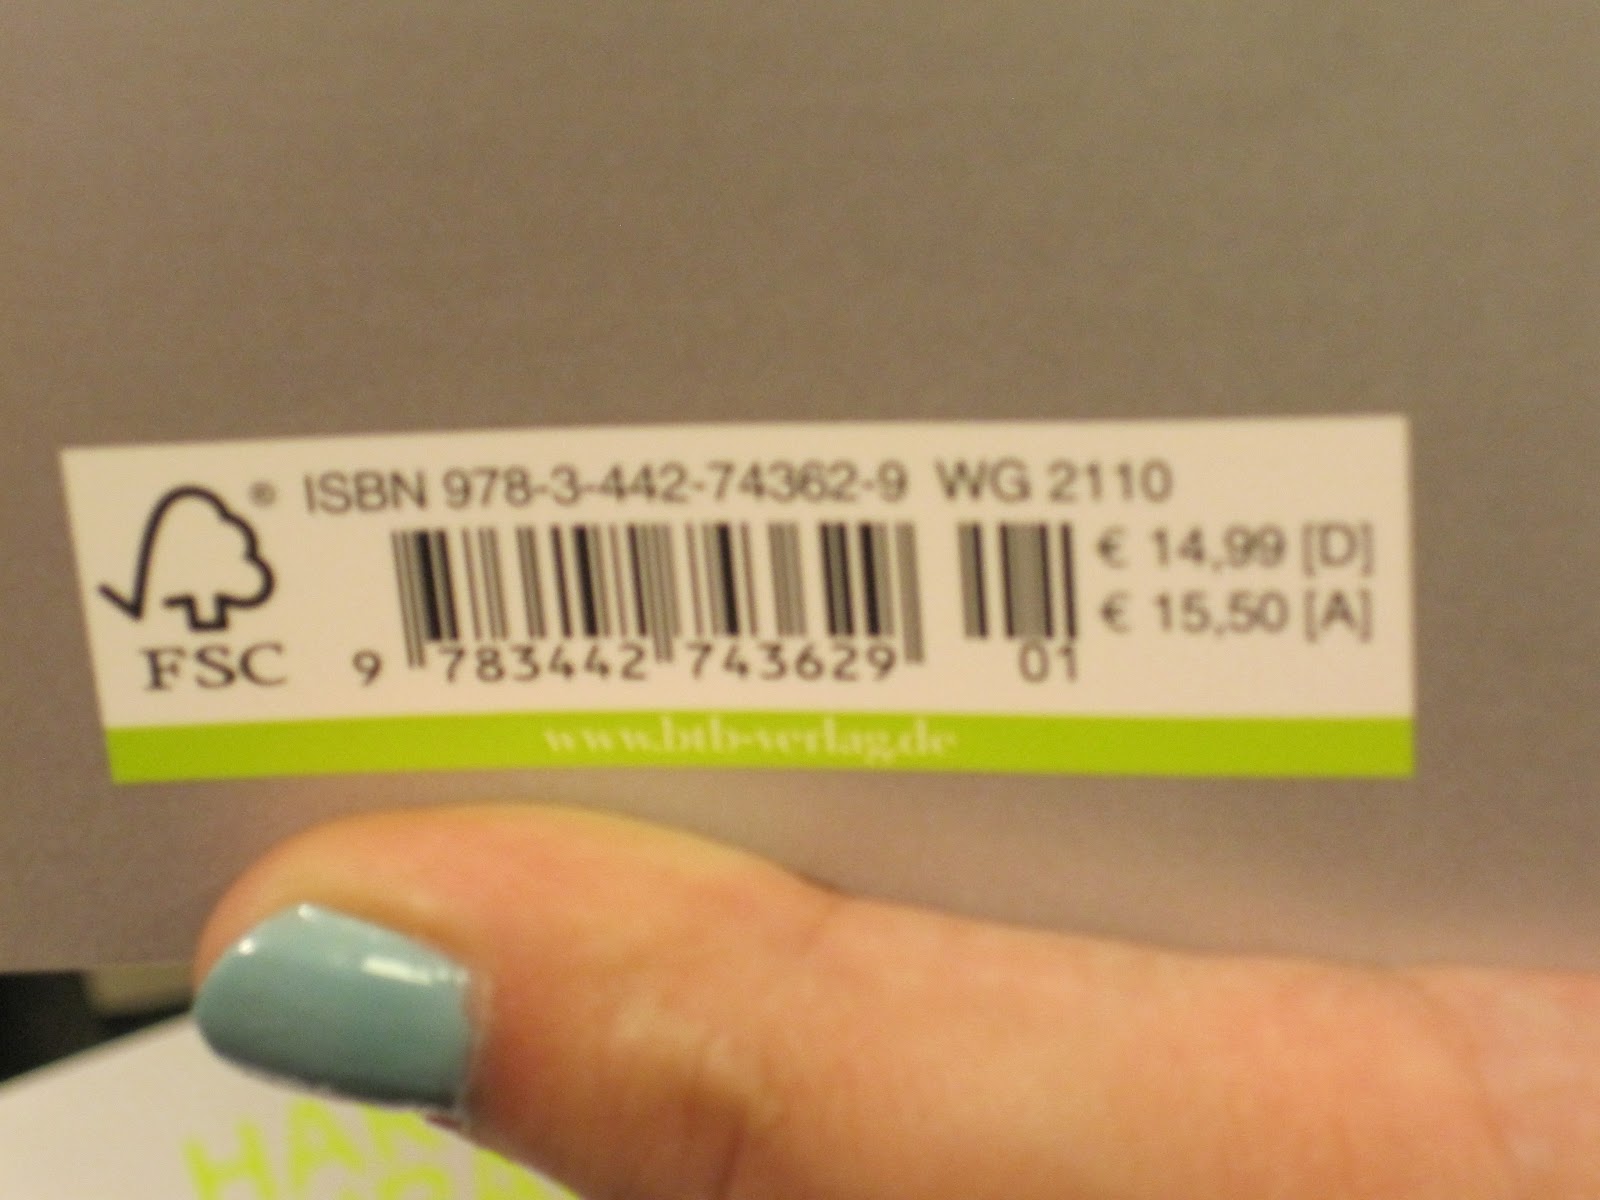 ISBN 978-3-442-74362-9 WG 2110
®
FSC
€ 14,99 [D]
€ 15,50 [A]
9 783442 743629 01
www.btb-verlag.de